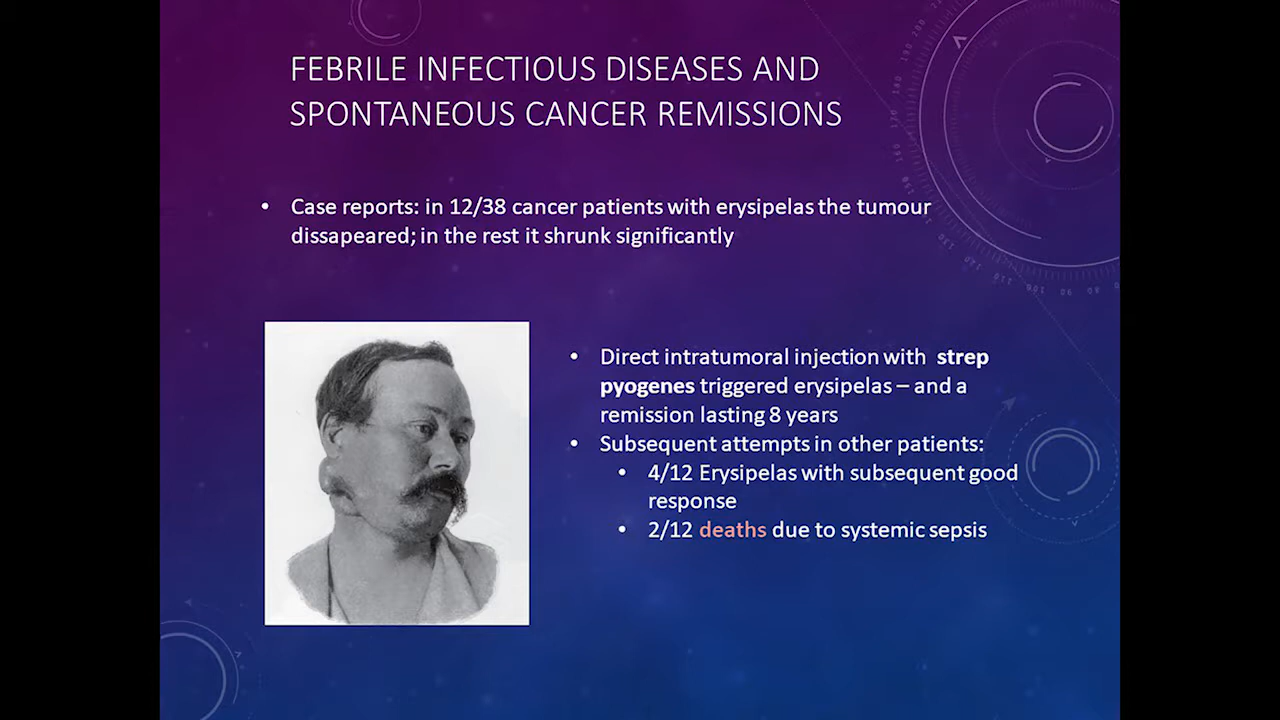 FEBRILE INFECTIOUS DISEASES AND
SPONTANEOUS CANCER REMISSIONS
• Case reports: in 12/38 cancer patients with erysipelas the tumour
dissapeared; in the rest it shrunk significantly
• Direct intratumoral injection with strep
pyogenes triggered erysipelas – and a
remission lasting 8 years
• Subsequent attempts in other patients:
• 4/12 Erysipelas with subsequent good
response
• 2/12 deaths due to systemic sepsis